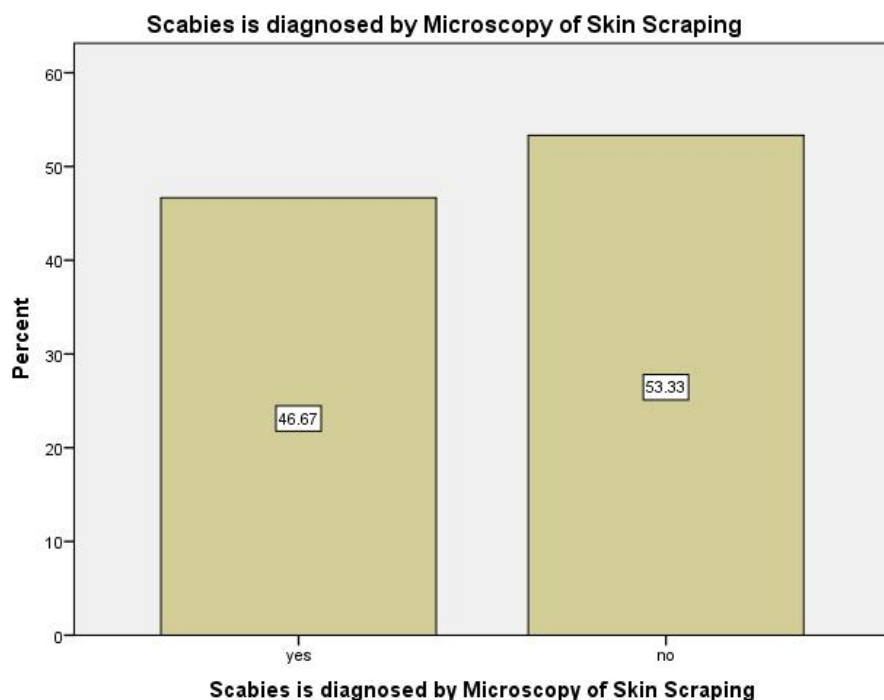 Scabies is diagnosed by Microscopy of Skin Scraping
60
50
40
30
20
10
0
Percent
46.67
53.33
yes
no
Scabies is diagnosed by Microscopy of Skin Scraping